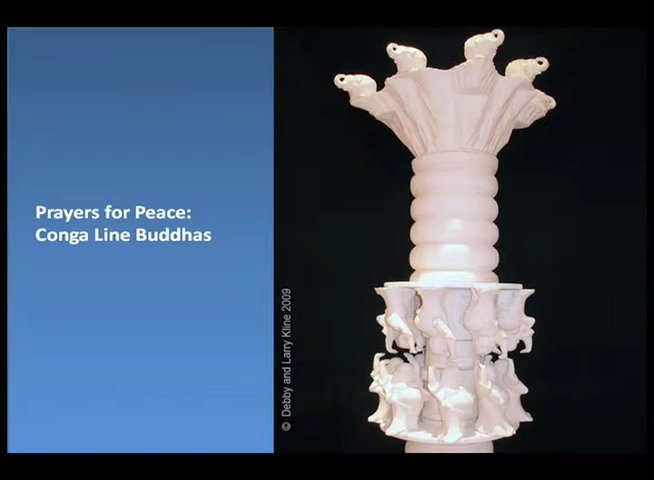 Prayers for Peace:
Conga Line Buddhas
© Debby and Larry Kline 2009